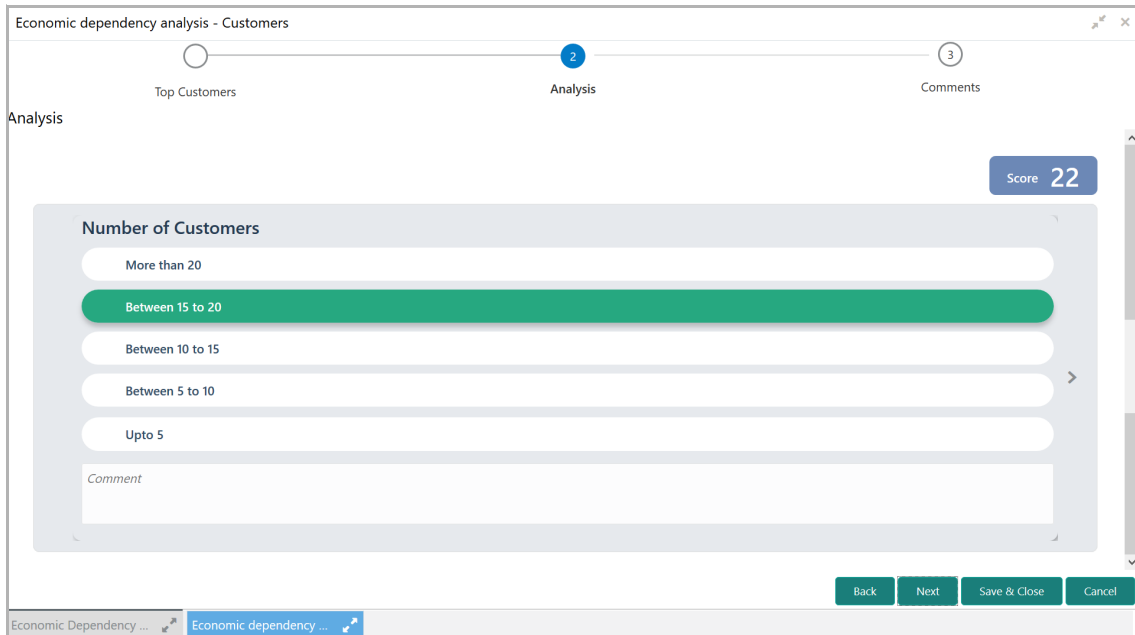 Economic dependency analysis - Customers
2
3
Top Customers
Analysis
Comments
Analysis
Score 22
Number of Customers
More than 20
Between 15 to 20
Between 10 to 15
Between 5 to 10
Upto 5
Comment
Back
Next
Save & Close
Cancel
Economic Dependency ...
Economic dependency ...